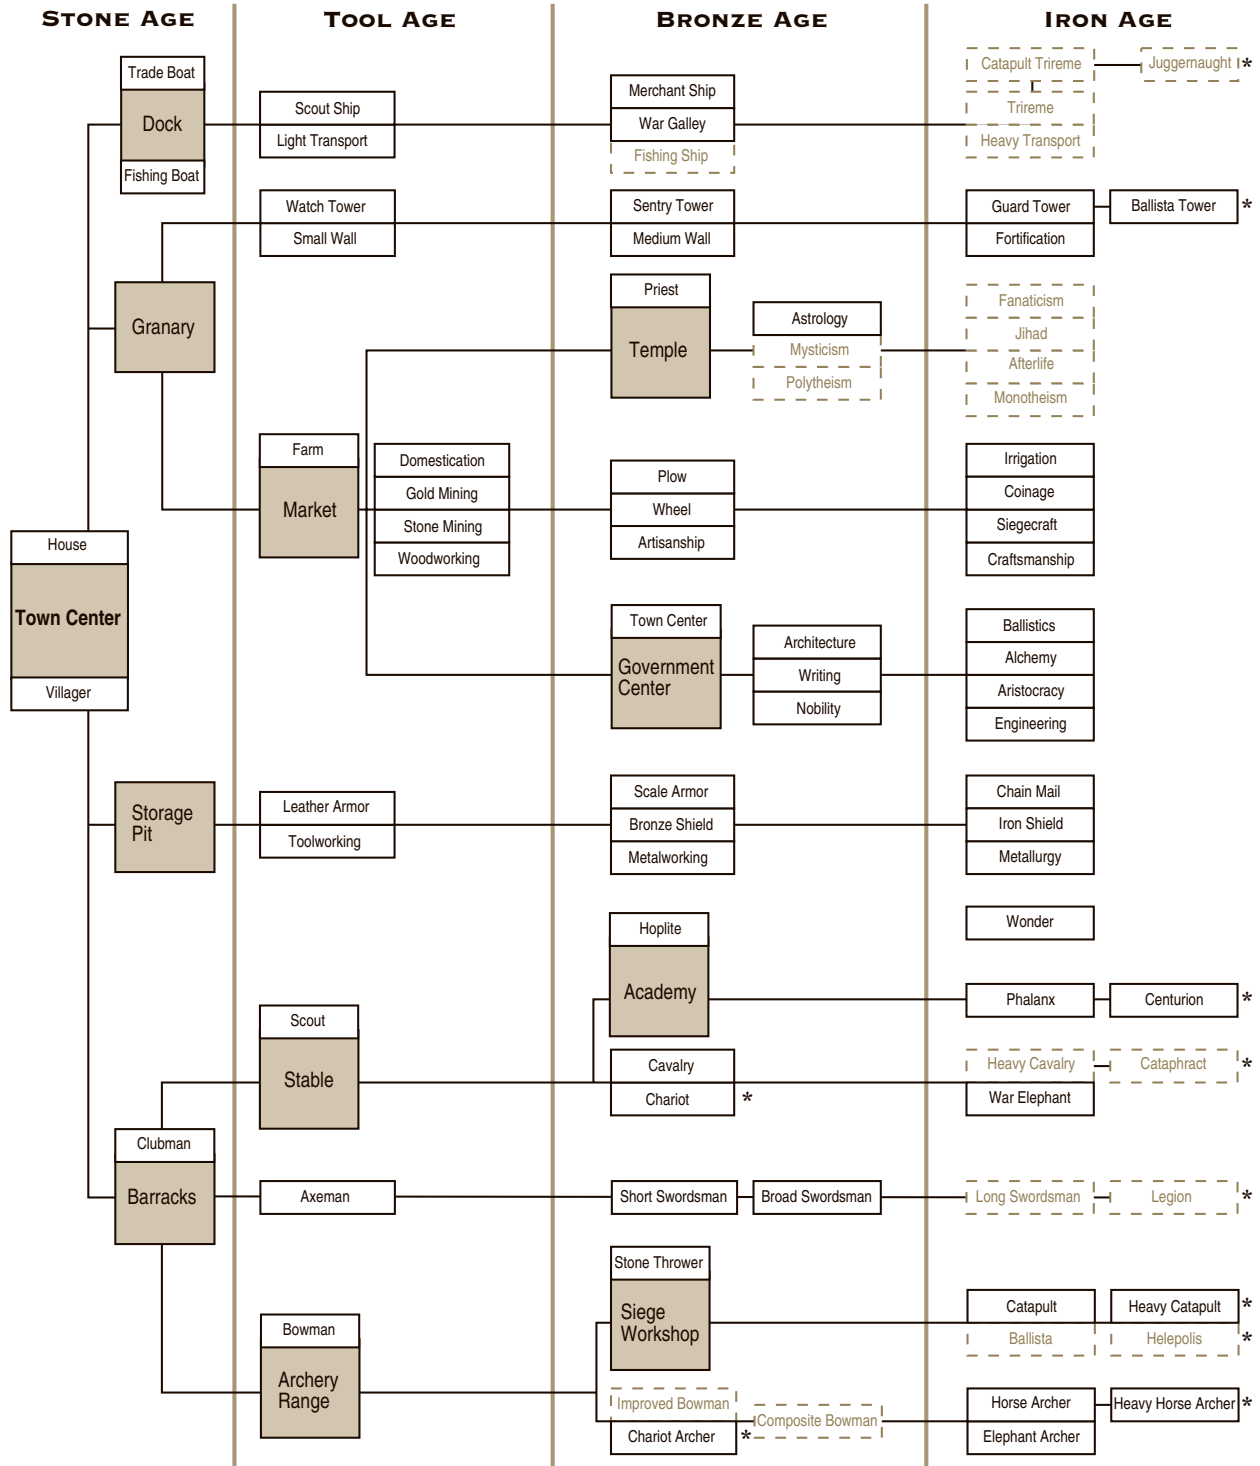 STONE AGE
TOOL AGE
BRONZE AGE
IRON AGE
Trade Boat
Dock
Fishing Boat
Scout Ship
Light Transport
Merchant Ship
War Galley
Fishing Ship
Catapult Trireme
Juggernaught *
Trireme
Heavy Transport
Granary
Watch Tower
Small Wall
Sentry Tower
Medium Wall
Guard Tower
Ballista Tower *
Fortification
Priest
Temple
Astrology
Mysticism
Polytheism
Fanaticism
Jihad
Afterlife
Monotheism
Farm
Market
Domestication
Gold Mining
Stone Mining
Woodworking
Plow
Wheel
Artisanship
Irrigation
Coinage
Siegecraft
Craftsmanship
House
Town Center
Villager
Town Center
Government
Center
Architecture
Writing
Nobility
Ballistics
Alchemy
Aristocracy
Engineering
Storage
Pit
Leather Armor
Toolworking
Scale Armor
Bronze Shield
Metalworking
Chain Mail
Iron Shield
Metallurgy
Wonder
Hoplite
Academy
Phalanx
Centurion *
Scout
Stable
Cavalry
Chariot *
Heavy Cavalry
Cataphract *
War Elephant
Clubman
Barracks
Axeman
Short Swordsman
Broad Swordsman
Long Swordsman
Legion *
Stone Thrower
Siege
Workshop
Catapult
Heavy Catapult *
Ballista
Helepolis *
Bowman
Archery
Range
Improved Bowman
Chariot Archer *
Composite Bowman
Horse Archer
Heavy Horse Archer *
Elephant Archer